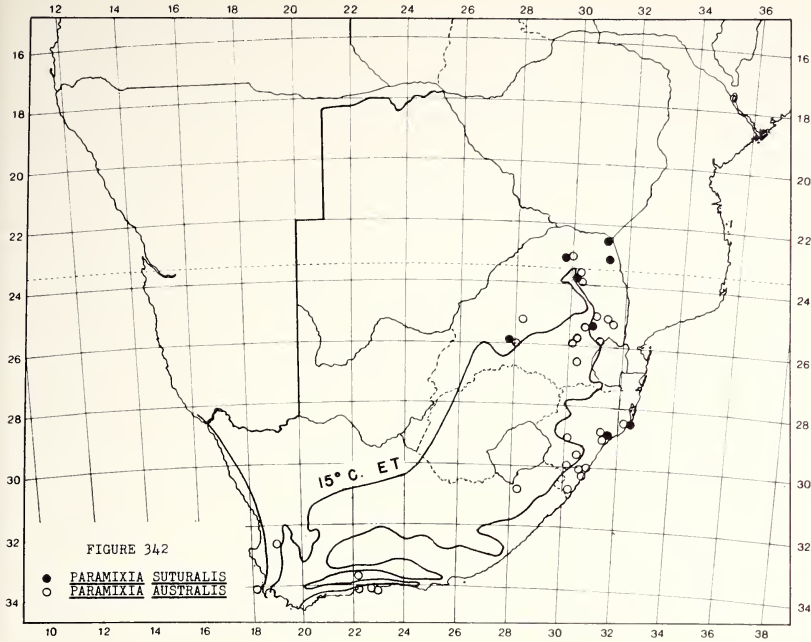 12 14 16 18 20 22 24 26 28 30 32 34 36
16 16
18 18
20 20
22 22
24 24
26 26
28 28
30 30
32 32
34 34
15° C. ET
FIGURE 342
PARAMIXIA SUTURALIS
PARAMIXIA AUSTRALIS
10 12 14 16 18 20 22 24 26 28 30 32 34 36 38